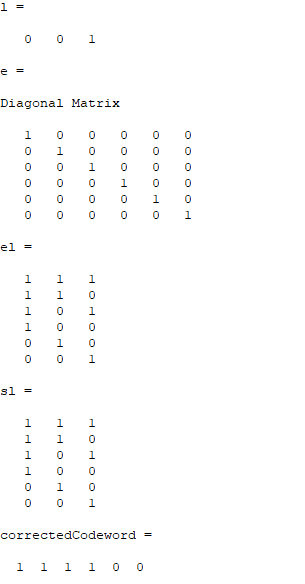 l =
0 0 1
e =
Diagonal Matrix
1 0 0 0 0 0
0 1 0 0 0 0
0 0 1 0 0 0
0 0 0 1 0 0
0 0 0 0 1 0
0 0 0 0 0 1
el =
1 1 1
1 1 0
1 0 1
1 0 0
0 1 0
0 0 1
sl =
1 1 1
1 1 0
1 0 1
1 0 0
0 1 0
0 0 1
correctedCodeword =
1 1 1 1 0 0